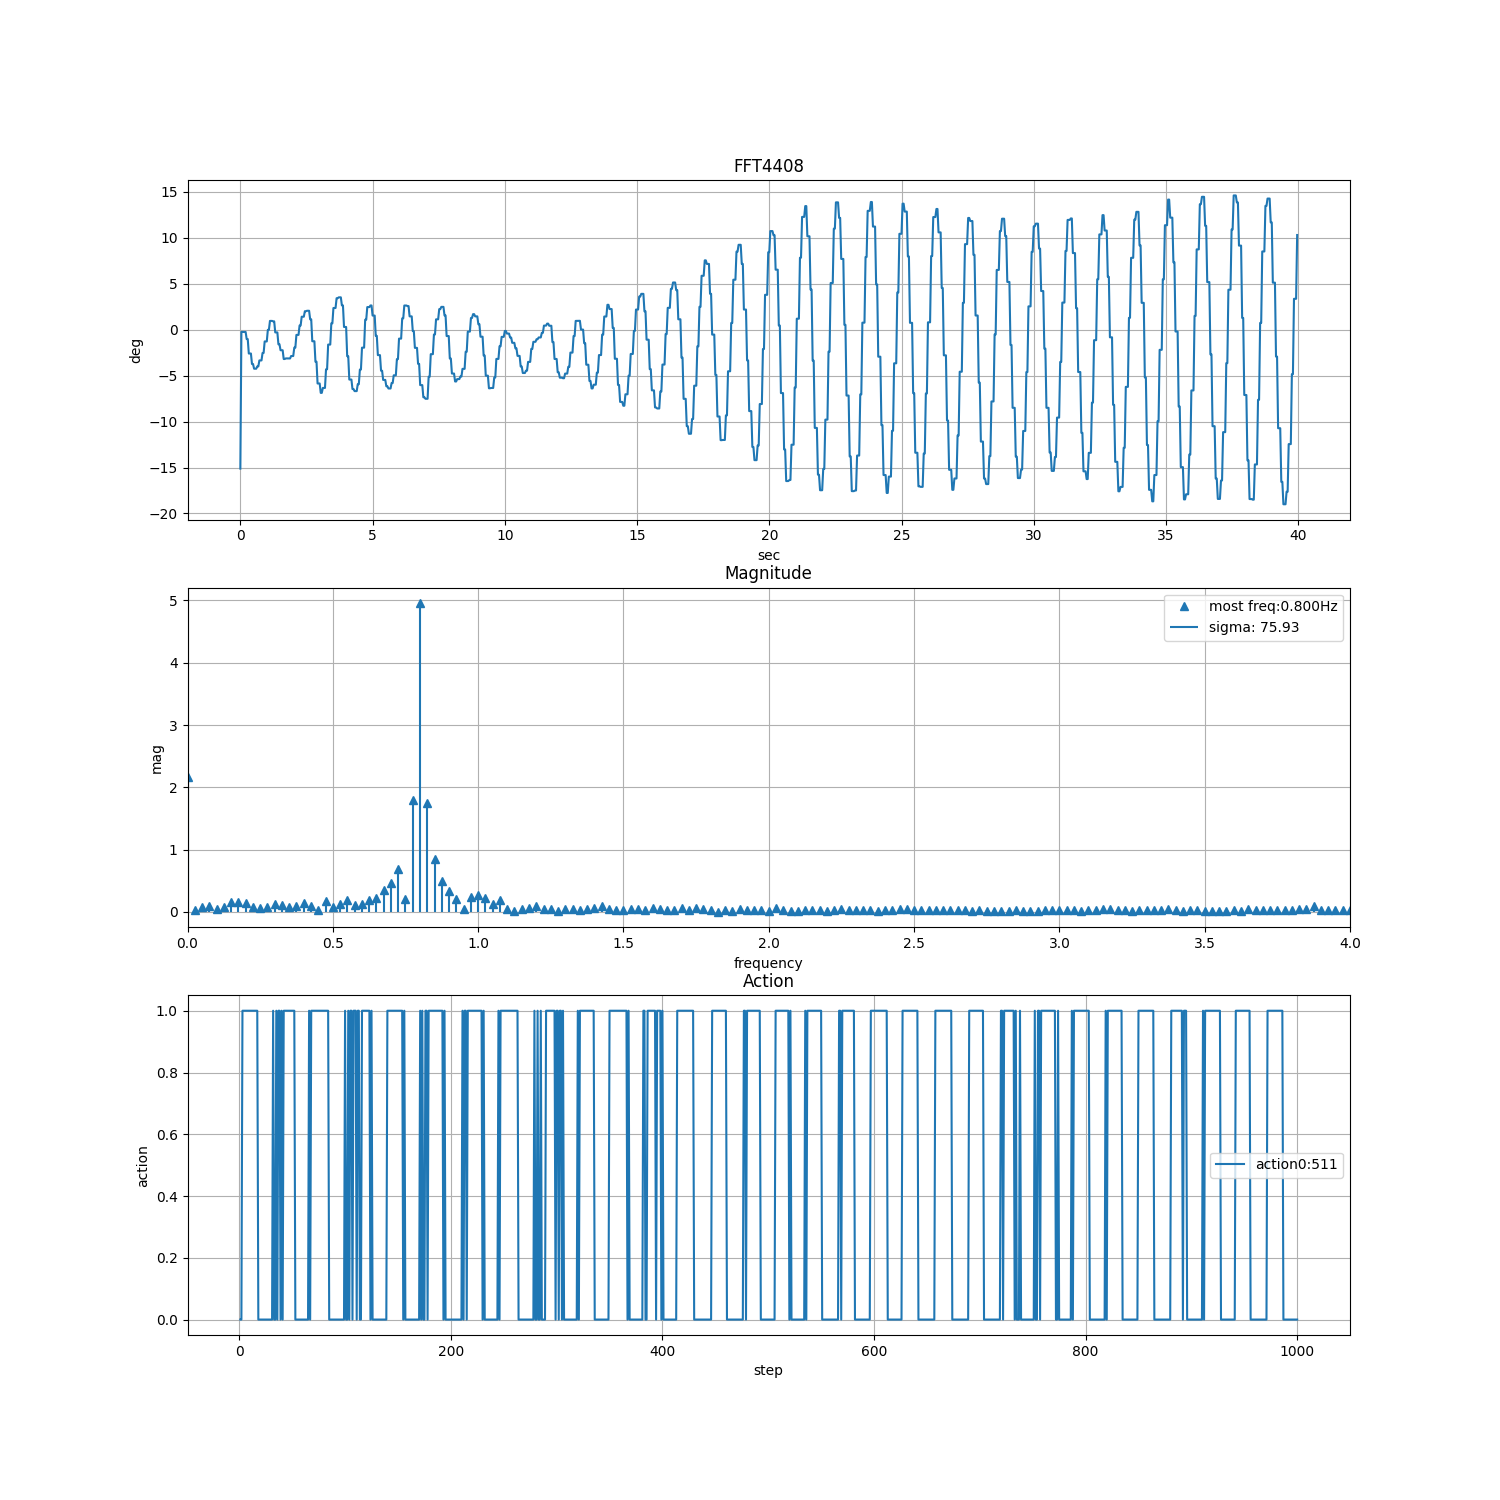 FFT4408
15
10
5
0
−5
−10
−15
−20
deg
0 5 10 15 20 25 30 35 40
sec
Magnitude
5
4
3
2
1
0
mag
most freq:0.800Hz
sigma: 75.93
0.0 0.5 1.0 1.5 2.0 2.5 3.0 3.5 4.0
frequency
Action
1.0
0.8
0.6
0.4
0.2
0.0
action
action0:511
0 200 400 600 800 1000
step